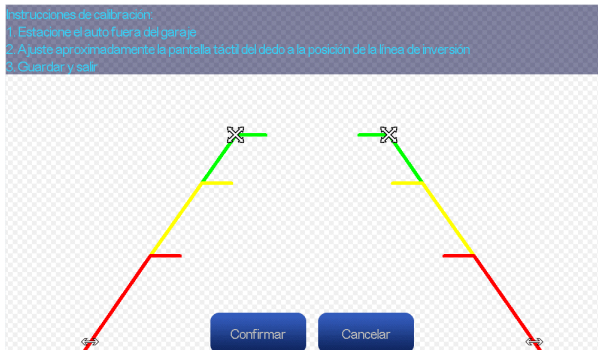 Instrucciones de calibración:
1. Estacione el auto fuera del garaje
2. Ajuste aproximadamente la pantalla táctil del dedo a la posición de la línea de inversión
3. Guardar y salir
Confirmar
Cancelar